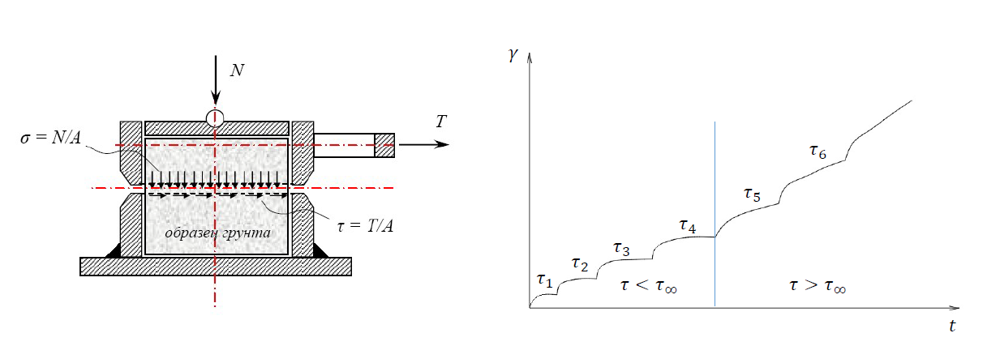 N
T
σ = N/A
τ = T/A
образец грунта
γ
τ₁
τ₂
τ₃
τ₄
τ₅
τ₆
τ < τ∞
τ > τ∞
t